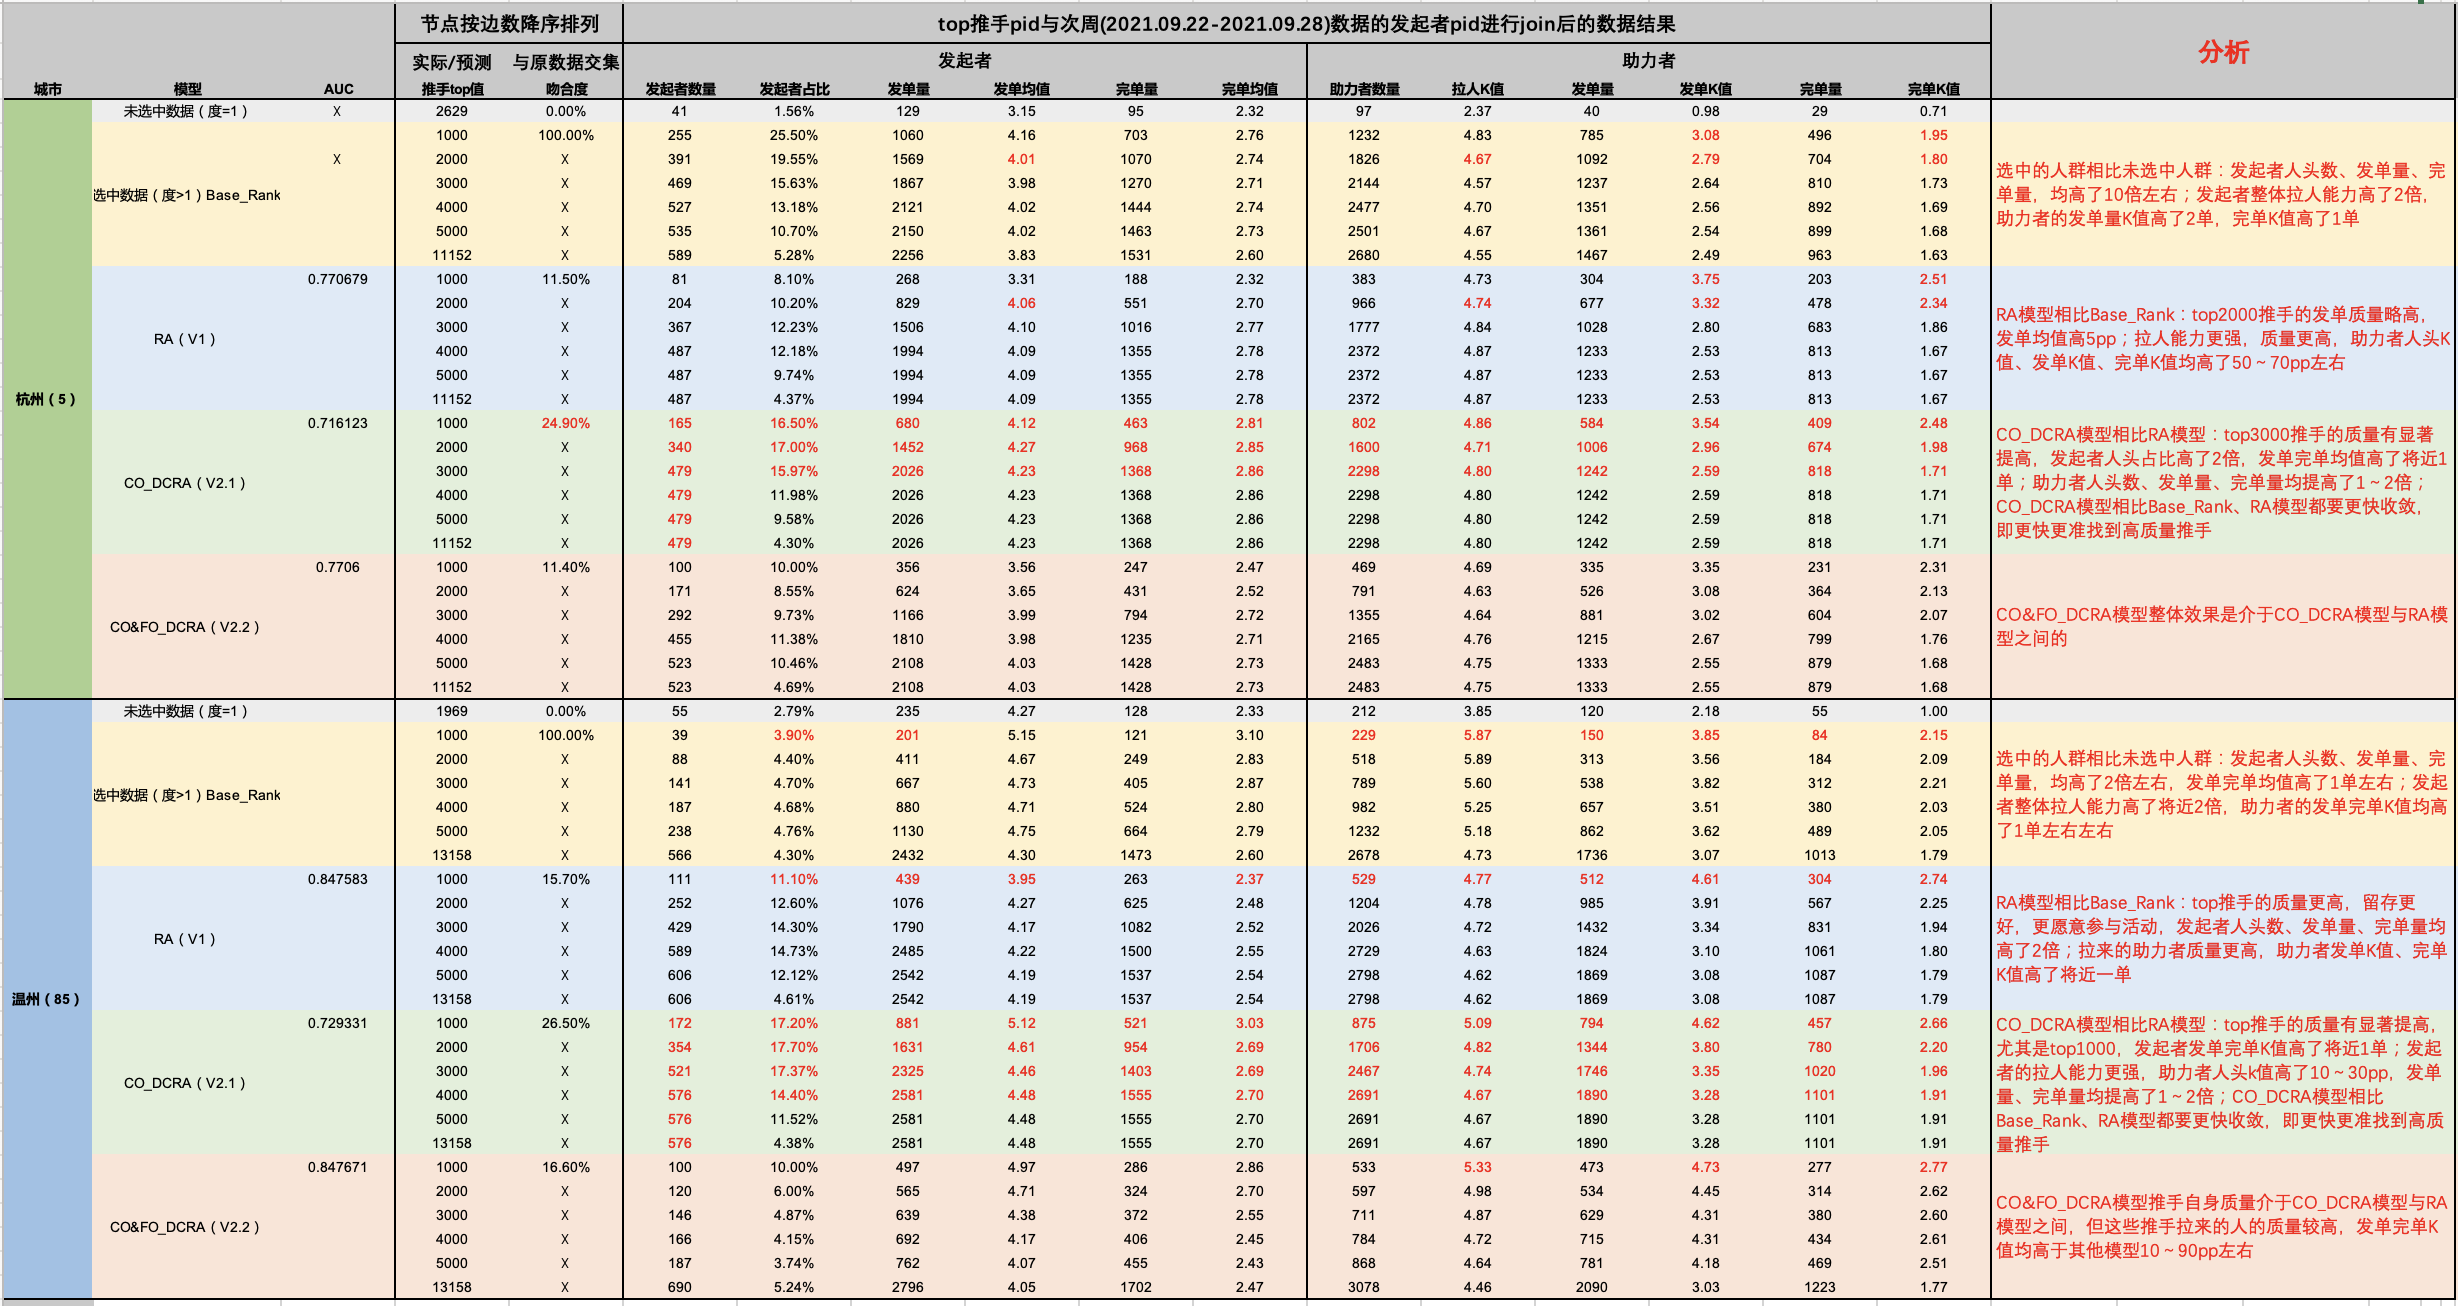 节点按边数降序排列 top推手pid与次周(2021.09.22-2021.09.28)数据的发起者pid进行join后的数据结果 分析
实际/预测 与原数据交集 发起者 助力者
城市 模型 AUC 推手top值 吻合度 发起者数量 发起者占比 发单量 发单均值 完单量 完单均值 助力者数量 拉人K值 发单量 发单K值 完单量 完单K值
杭州（5）
未选中数据（度=1） X 2629 0.00% 41 1.56% 129 3.15 95 2.32 97 2.37 40 0.98 29 0.71
选中数据（度>1）Base_Rank X
1000 100.00% 255 25.50% 1060 4.16 703 2.76 1232 4.83 785 3.08 496 1.95
2000 X 391 19.55% 1569 4.01 1070 2.74 1826 4.67 1092 2.79 704 1.80
3000 X 469 15.63% 1867 3.98 1270 2.71 2144 4.57 1237 2.64 810 1.73
4000 X 527 13.18% 2121 4.02 1444 2.74 2477 4.70 1351 2.56 892 1.69
5000 X 535 10.70% 2150 4.02 1463 2.73 2501 4.67 1361 2.54 899 1.68
11152 X 589 5.28% 2256 3.83 1531 2.60 2680 4.55 1467 2.49 963 1.63
选中的人群相比未选中人群：发起者人头数、发单量、完
单量，均高了10倍左右；发起者整体拉人能力高了2倍，
助力者的发单量K值高了2单，完单K值高了1单
RA（V1） 0.770679
1000 11.50% 81 8.10% 268 3.31 188 2.32 383 4.73 304 3.75 203 2.51
2000 X 204 10.20% 829 4.06 551 2.70 966 4.74 677 3.32 478 2.34
3000 X 367 12.23% 1506 4.10 1016 2.77 1777 4.84 1028 2.80 683 1.86
4000 X 487 12.18% 1994 4.09 1355 2.78 2372 4.87 1233 2.53 813 1.67
5000 X 487 9.74% 1994 4.09 1355 2.78 2372 4.87 1233 2.53 813 1.67
11152 X 487 4.37% 1994 4.09 1355 2.78 2372 4.87 1233 2.53 813 1.67
RA模型相比Base_Rank：top2000推手的发单质量略高，
发单均值高5pp；拉人能力更强，质量更高，助力者人头K
值、发单K值、完单K值均高了50～70pp左右
CO_DCRA（V2.1） 0.716123
1000 24.90% 165 16.50% 680 4.12 463 2.81 802 4.86 584 3.54 409 2.48
2000 X 340 17.00% 1452 4.27 968 2.85 1600 4.71 1006 2.96 674 1.98
3000 X 479 15.97% 2026 4.23 1368 2.86 2298 4.80 1242 2.59 818 1.71
4000 X 479 11.98% 2026 4.23 1368 2.86 2298 4.80 1242 2.59 818 1.71
5000 X 479 9.58% 2026 4.23 1368 2.86 2298 4.80 1242 2.59 818 1.71
11152 X 479 4.30% 2026 4.23 1368 2.86 2298 4.80 1242 2.59 818 1.71
CO_DCRA模型相比RA模型：top3000推手的质量有显著
提高，发起者人头占比高了2倍，发单完单均值高了将近1
单；助力者人头数、发单量、完单量均提高了1～2倍；
CO_DCRA模型相比Base_Rank、RA模型都要更快收敛，
即更快更准找到高质量推手
CO&FO_DCRA（V2.2） 0.7706
1000 11.40% 100 10.00% 356 3.56 247 2.47 469 4.69 335 3.35 231 2.31
2000 X 171 8.55% 624 3.65 431 2.52 791 4.63 526 3.08 364 2.13
3000 X 292 9.73% 1166 3.99 794 2.72 1355 4.64 881 3.02 604 2.07
4000 X 455 11.38% 1810 3.98 1235 2.71 2165 4.76 1215 2.67 799 1.76
5000 X 523 10.46% 2108 4.03 1428 2.73 2483 4.75 1333 2.55 879 1.68
11152 X 523 4.69% 2108 4.03 1428 2.73 2483 4.75 1333 2.55 879 1.68
CO&FO_DCRA模型整体效果是介于CO_DCRA模型与RA模
型之间的
温州（85）
未选中数据（度=1） 1969 0.00% 55 2.79% 235 4.27 128 2.33 212 3.85 120 2.18 55 1.00
选中数据（度>1）Base_Rank
1000 100.00% 39 3.90% 201 5.15 121 3.10 229 5.87 150 3.85 84 2.15
2000 X 88 4.40% 411 4.67 249 2.83 518 5.89 313 3.56 184 2.09
3000 X 141 4.70% 667 4.73 405 2.87 789 5.60 538 3.82 312 2.21
4000 X 187 4.68% 880 4.71 524 2.80 982 5.25 657 3.51 380 2.03
5000 X 238 4.76% 1130 4.75 664 2.79 1232 5.18 862 3.62 489 2.05
13158 X 566 4.30% 2432 4.30 1473 2.60 2678 4.73 1736 3.07 1013 1.79
选中的人群相比未选中人群：发起者人头数、发单量、完
单量，均高了2倍左右，发单完单均值高了1单左右；发起
者整体拉人能力高了将近2倍，助力者的发单完单K值均高
了1单左右左右
RA（V1） 0.847583
1000 15.70% 111 11.10% 439 3.95 263 2.37 529 4.77 512 4.61 304 2.74
2000 X 252 12.60% 1076 4.27 625 2.48 1204 4.78 985 3.91 567 2.25
3000 X 429 14.30% 1790 4.17 1082 2.52 2026 4.72 1432 3.34 831 1.94
4000 X 589 14.73% 2485 4.22 1500 2.55 2729 4.63 1824 3.10 1061 1.80
5000 X 606 12.12% 2542 4.19 1537 2.54 2798 4.62 1869 3.08 1087 1.79
13158 X 606 4.61% 2542 4.19 1537 2.54 2798 4.62 1869 3.08 1087 1.79
RA模型相比Base_Rank：top推手的质量更高，留存更
好，更愿意参与活动，发起者人头数、发单量、完单量均
高了2倍；拉来的助力者质量更高，助力者发单K值、完单
K值高了将近一单
CO_DCRA（V2.1） 0.729331
1000 26.50% 172 17.20% 881 5.12 521 3.03 875 5.09 794 4.62 457 2.66
2000 X 354 17.70% 1631 4.61 954 2.69 1706 4.82 1344 3.80 780 2.20
3000 X 521 17.37% 2325 4.46 1403 2.69 2467 4.74 1746 3.35 1020 1.96
4000 X 576 14.40% 2581 4.48 1555 2.70 2691 4.67 1890 3.28 1101 1.91
5000 X 576 11.52% 2581 4.48 1555 2.70 2691 4.67 1890 3.28 1101 1.91
13158 X 576 4.38% 2581 4.48 1555 2.70 2691 4.67 1890 3.28 1101 1.91
CO_DCRA模型相比RA模型：top推手的质量有显著提高，
尤其是top1000，发起者发单完单K值高了将近1单；发起
者的拉人能力更强，助力者人头k值高了10～30pp，发单
量、完单量均提高了1～2倍；CO_DCRA模型相比
Base_Rank、RA模型都要更快收敛，即更快更准找到高质
量推手
CO&FO_DCRA（V2.2） 0.847671
1000 16.60% 100 10.00% 497 4.97 286 2.86 533 5.33 473 4.73 277 2.77
2000 X 120 6.00% 565 4.71 324 2.70 597 4.98 534 4.45 314 2.62
3000 X 146 4.87% 639 4.38 372 2.55 711 4.87 629 4.31 380 2.60
4000 X 166 4.15% 692 4.17 406 2.45 784 4.72 715 4.31 434 2.61
5000 X 187 3.74% 762 4.07 455 2.43 868 4.64 781 4.18 469 2.51
13158 X 690 5.24% 2796 4.05 1702 2.47 3078 4.46 2090 3.03 1223 1.77
CO&FO_DCRA模型推手自身质量介于CO_DCRA模型与RA
模型之间，但这些推手拉来的人的质量较高，发单完单K
值均高于其他模型10～90pp左右